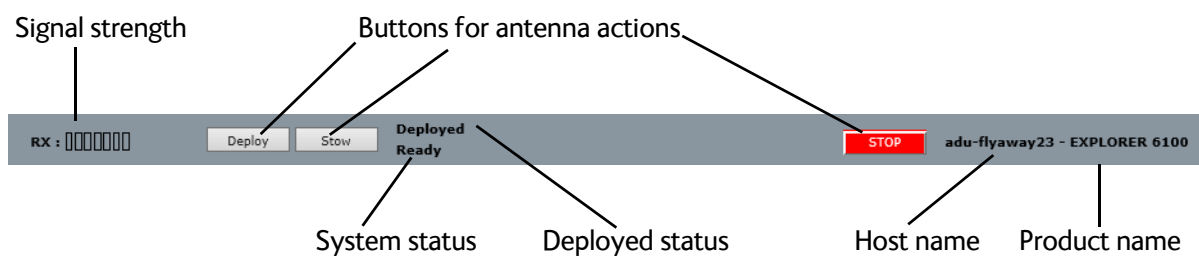 Signal strength
Buttons for antenna actions
RX :
Deploy
Stow
Deployed
Ready
STOP
adu-flyaway23 - EXPLORER 6100
System status
Deployed status
Host name
Product name